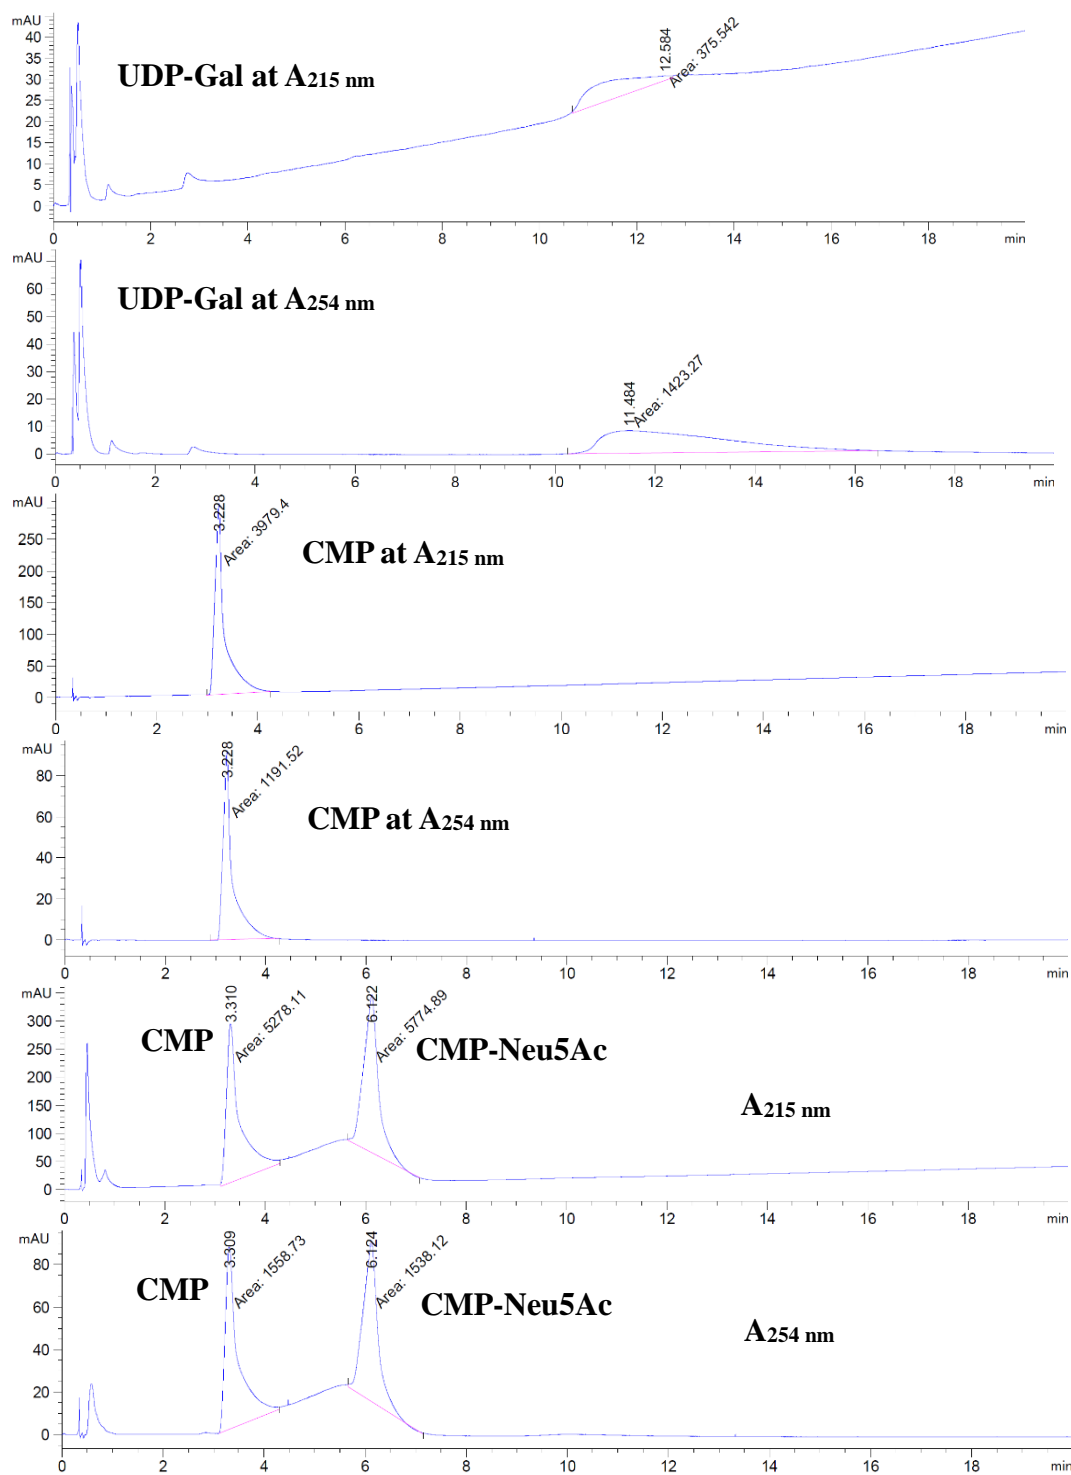 mAU
40
35
30
25
20
15
10
5
0
UDP-Gal at A215 nm
12.584
Area: 375.542
0 2 4 6 8 10 12 14 16 18 min
mAU
60
50
40
30
20
10
0
UDP-Gal at A254 nm
11.484
Area: 1423.27
0 2 4 6 8 10 12 14 16 18 min
mAU
250
200
150
100
50
0
3.228
Area: 3979.4
CMP at A215 nm
0 2 4 6 8 10 12 14 16 18 min
mAU
80
60
40
20
0
3.228
Area: 1191.52
CMP at A254 nm
0 2 4 6 8 10 12 14 16 18 min
mAU
300
250
200
150
100
50
0
CMP
3.310
Area: 5278.11
6.122
Area: 5774.89
CMP-Neu5Ac
A215 nm
0 2 4 6 8 10 12 14 16 18 min
mAU
80
60
40
20
0
CMP
3.309
Area: 1558.73
6.124
Area: 1538.12
CMP-Neu5Ac
A254 nm
0 2 4 6 8 10 12 14 16 18 min